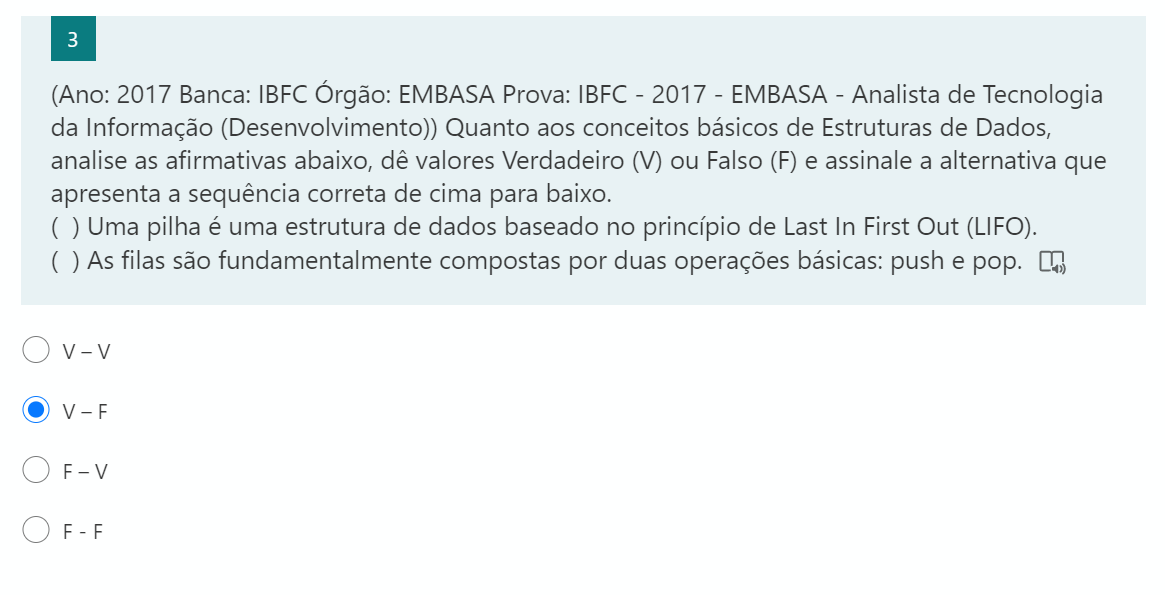 3
(Ano: 2017 Banca: IBFC Órgão: EMBASA Prova: IBFC - 2017 - EMBASA - Analista de Tecnologia
da Informação (Desenvolvimento)) Quanto aos conceitos básicos de Estruturas de Dados,
analise as afirmativas abaixo, dê valores Verdadeiro (V) ou Falso (F) e assinale a alternativa que
apresenta a sequência correta de cima para baixo.
( ) Uma pilha é uma estrutura de dados baseado no princípio de Last In First Out (LIFO).
( ) As filas são fundamentalmente compostas por duas operações básicas: push e pop.
V – V
V – F
F – V
F - F